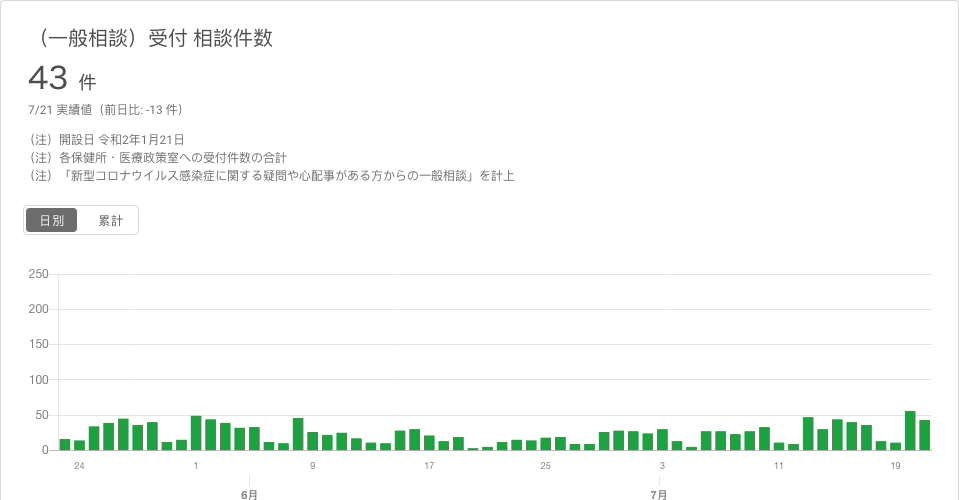 （一般相談）受付 相談件数
43 件
7/21 実績値（前日比: -13 件）
（注）開設日 令和2年1月21日
（注）各保健所・医療政策室への受付件数の合計
（注）「新型コロナウイルス感染症に関する疑問や心配事がある方からの一般相談」を計上
日別 累計
250
200
150
100
50
0
24 1 9 17 25 3 11 19
6月 7月